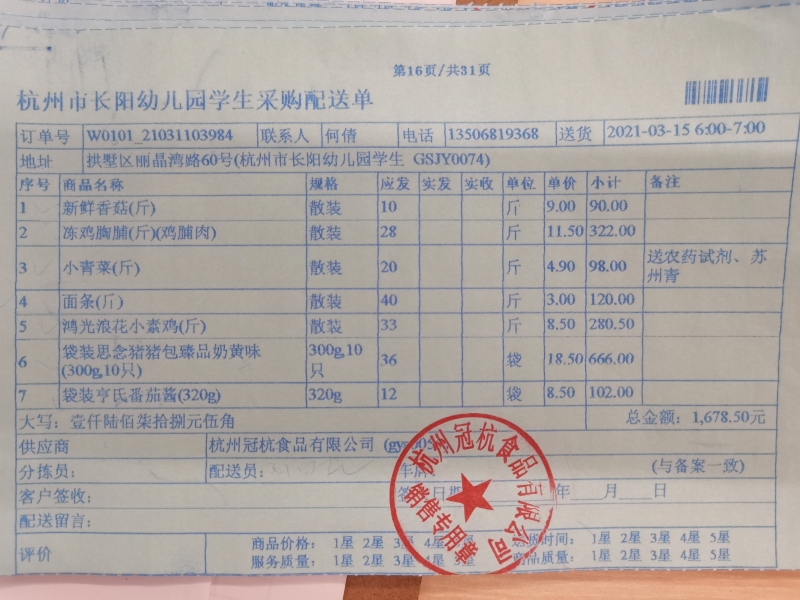 第16页/共31页
杭州市长阳幼儿园学生采购配送单
订单号 W0101_21031103984 联系人 何倩 电话 13506819368 送货 2021-03-15 6:00-7:00
地址 拱墅区丽晶湾路60号(杭州市长阳幼儿园学生 GSJY0074)
序号 商品名称 规格 应发 实发 实收 单位 单价 小计 备注
1 新鲜香菇(斤) 散装 10 斤 9.00 90.00
2 冻鸡胸脯(斤)(鸡脯肉) 散装 28 斤 11.50 322.00
3 小青菜(斤) 散装 20 斤 4.90 98.00 送农药试剂、苏
州青
4 面条(斤) 散装 40 斤 3.00 120.00
5 鸿光浪花小素鸡(斤) 散装 33 斤 8.50 280.50
6 袋装思念猪猪包臻品奶黄味 300g,10 36 袋 18.50 666.00
(300g,10只) 只
7 袋装亨氏番茄酱(320g) 320g 12 袋 8.50 102.00
大写：壹仟陆佰柒拾捌元伍角 总金额：1,678.50元
供应商 杭州冠杭食品有限公司
分拣员： 配送员： 车牌 (与备案一致)
客户签收： 签 日期 年 月 日
配送留言：
评价 商品价格： 1星 2星 3星 4星 时间： 1星 2星 3星 4星 5星
服务质量： 1星 2星 3星 商品质量： 1星 2星 3星 4星 5星
杭州冠杭食品有限公司
销售专用章